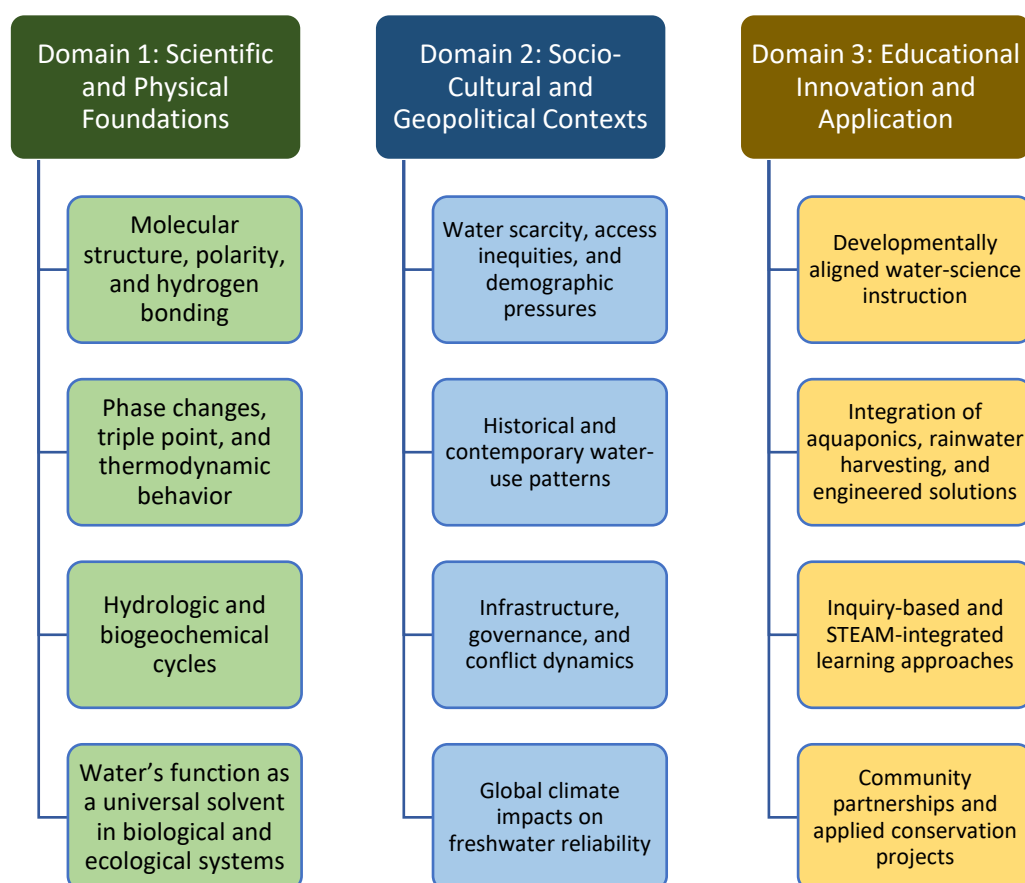 Domain 1: Scientific
and Physical
Foundations
Molecular
structure, polarity,
and hydrogen
bonding
Phase changes,
triple point, and
thermodynamic
behavior
Hydrologic and
biogeochemical
cycles
Water’s function as
a universal solvent
in biological and
ecological systems
Domain 2: Socio-
Cultural and
Geopolitical Contexts
Water scarcity, access
inequities, and
demographic
pressures
Historical and
contemporary water-
use patterns
Infrastructure,
governance, and
conflict dynamics
Global climate
impacts on
freshwater reliability
Domain 3: Educational
Innovation and
Application
Developmentally
aligned water-science
instruction
Integration of
aquaponics, rainwater
harvesting, and
engineered solutions
Inquiry-based and
STEAM-integrated
learning approaches
Community
partnerships and
applied conservation
projects